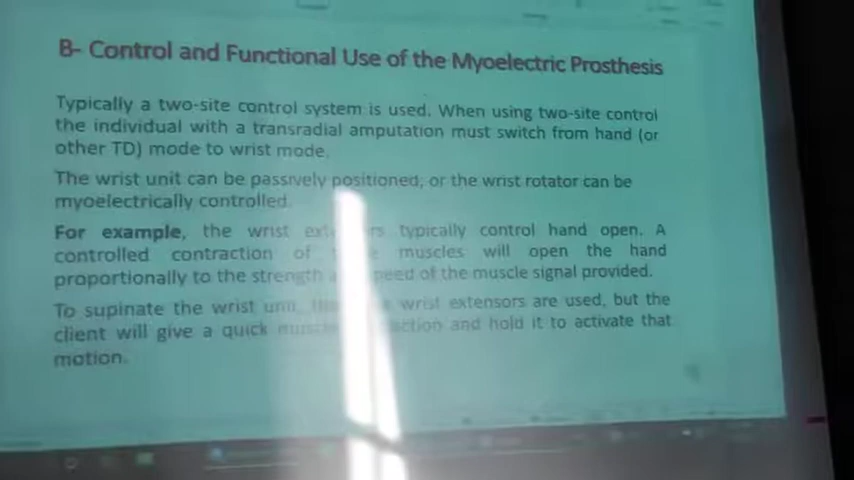 B- Control and Functional Use of the Myoelectric Prosthesis
Typically a two-site control system is used. When using two-site control
the individual with a transradial amputation must switch from hand (or
other TD) mode to wrist mode.
The wrist unit can be passively positioned, or the wrist rotator can be
myoelectrically controlled.
For example, the wrist typically control hand open. A
controlled contraction of muscles will open the hand
proportionally to the strength speed of the muscle signal provided.
To supinate the wrist unit, wrist extensors are used, but the
client will give a quick and hold it to activate that
motion.